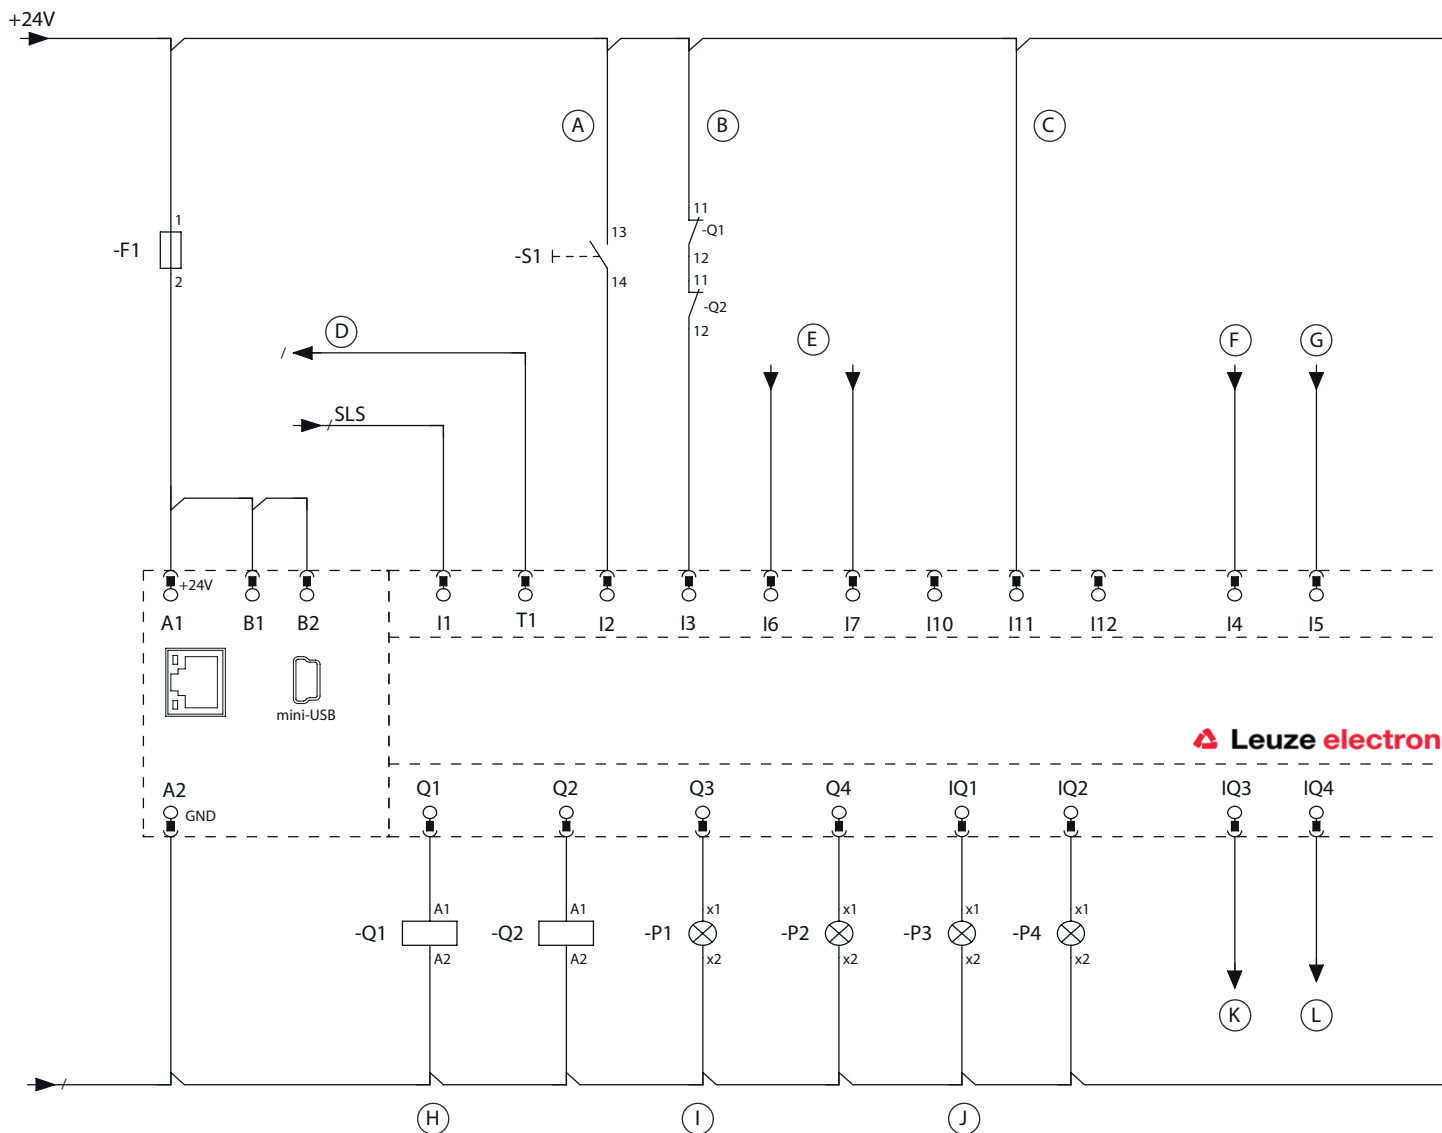 +24V
A
B
C
1
-F1
2
13
-S1
14
11
-Q1
12
11
-Q2
12
D
E
F
G
SLS
+24V
A1
B1
B2
I1
T1
I2
I3
I6
I7
I10
I11
I12
I4
I5
mini-USB
Leuze electron
A2
GND
Q1
Q2
Q3
Q4
IQ1
IQ2
IQ3
IQ4
A1
A1
x1
x1
x1
x1
-Q1
-Q2
-P1
-P2
-P3
-P4
A2
A2
x2
x2
x2
x2
K
L
H
I
J